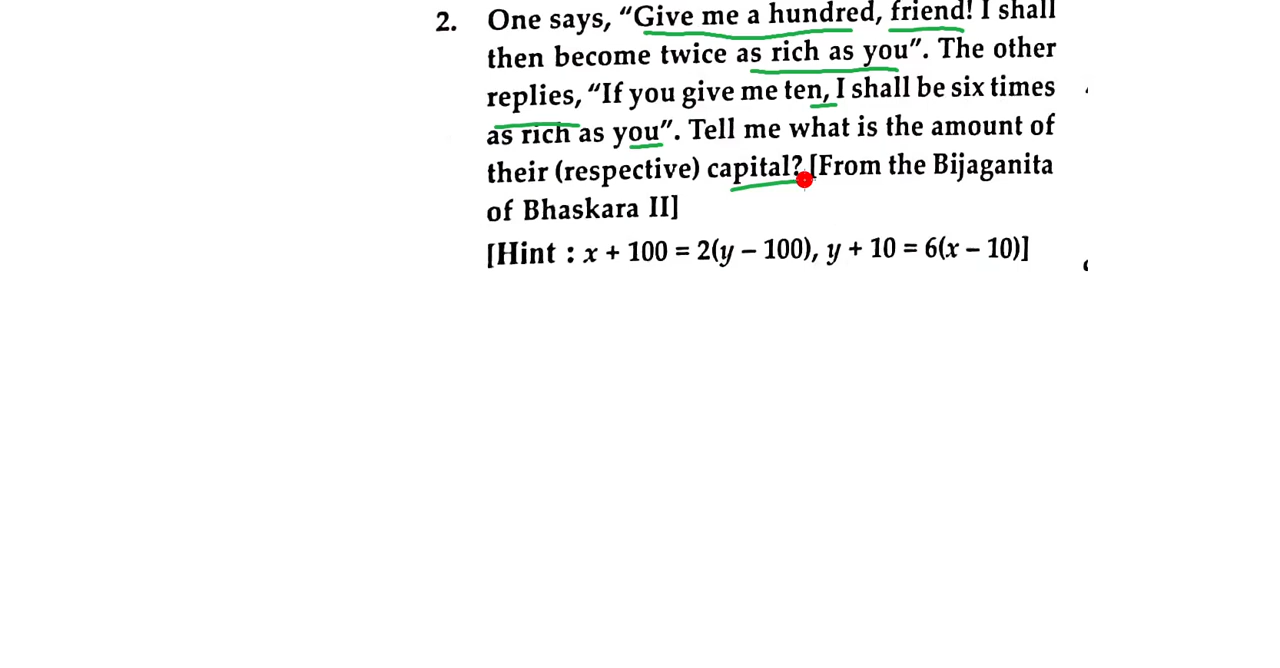 2. One says, “Give me a hundred, friend! I shall
then become twice as rich as you”. The other
replies, “If you give me ten, I shall be six times
as rich as you”. Tell me what is the amount of
their (respective) capital? [From the Bijaganita
of Bhaskara II]
[Hint : x + 100 = 2(y – 100), y + 10 = 6(x – 10)]